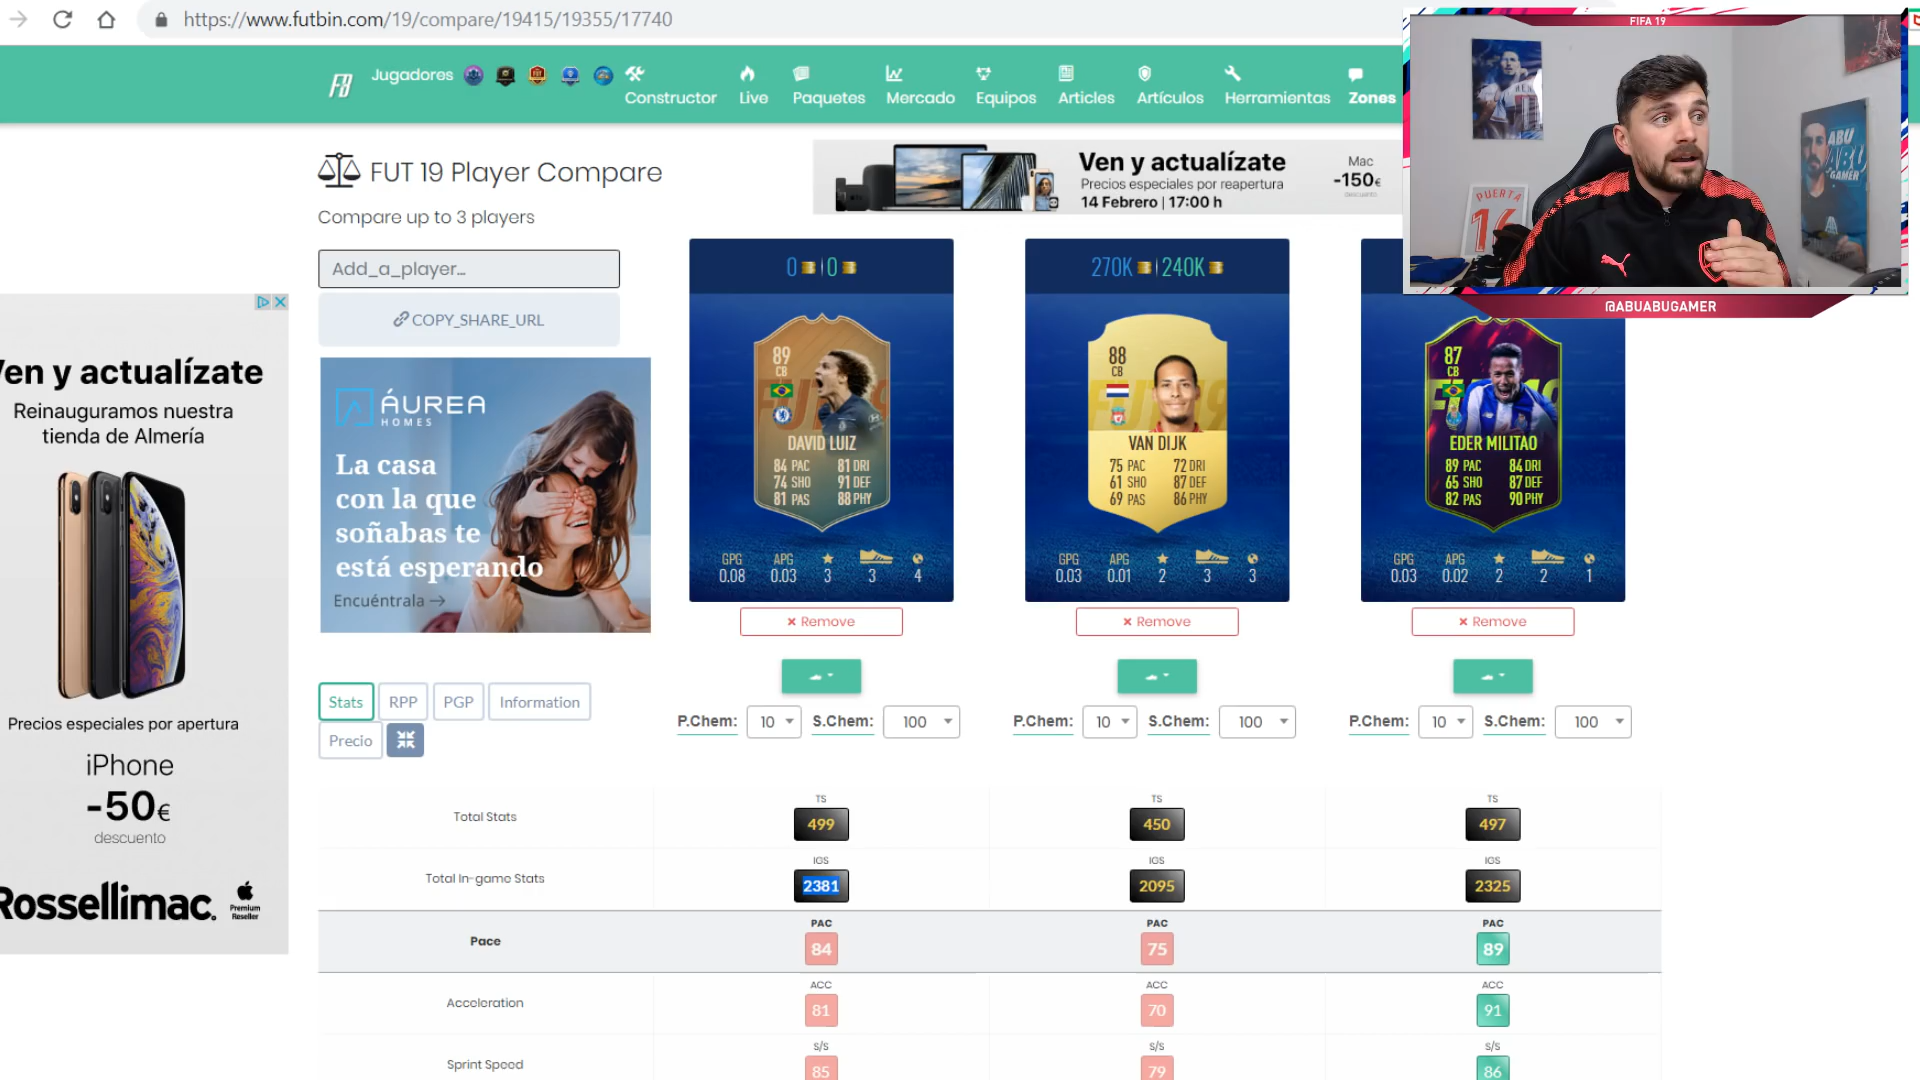 https://www.futbin.com/19/compare/19415/19355/17740
FIFA 19
FB
Jugadores
Constructor
Live
Paquetes
Mercado
Equipos
Articles
Artículos
Herramientas
Zones
PUERTA
16
ABU
ABU
GAMER
@ABUABUGAMER
FUT 19 Player Compare
Compare up to 3 players
Add_a_player...
COPY_SHARE_URL
Ven y actualízate
Precios especiales por reapertura
14 Febrero | 17:00 h
Mac
-150€
descuento
ÁUREA
HOMES
La casa
con la que
soñabas te
está esperando
Encuéntrala →
en y actualízate
Reinauguramos nuestra
tienda de Almería
Precios especiales por apertura
iPhone
-50€
descuento
Rossellimac.
Premium
Reseller
0 | 0
89
CB
DAVID LUIZ
84 PAC 81 DRI
74 SHO 91 DEF
81 PAS 88 PHY
GPG APG
0.08 0.03 3 3 4
× Remove
270K | 240K
88
CB
VAN DIJK
75 PAC 72 DRI
61 SHO 87 DEF
69 PAS 86 PHY
GPG APG
0.03 0.01 2 3 3
× Remove
87
CB
EDER MILITAO
89 PAC 84 DRI
65 SHO 87 DEF
82 PAS 90 PHY
GPG APG
0.03 0.02 2 2 1
× Remove
Stats RPP PGP Information
Precio
P.Chem: 10 S.Chem: 100
P.Chem: 10 S.Chem: 100
P.Chem: 10 S.Chem: 100
TS TS TS
Total Stats 499 450 497
IGS IGS IGS
Total In-game Stats 2381 2095 2325
PAC PAC PAC
Pace 84 75 89
ACC ACC ACC
Acceleration 81 70 91
S/S S/S S/S
Sprint Speed 85 79 86